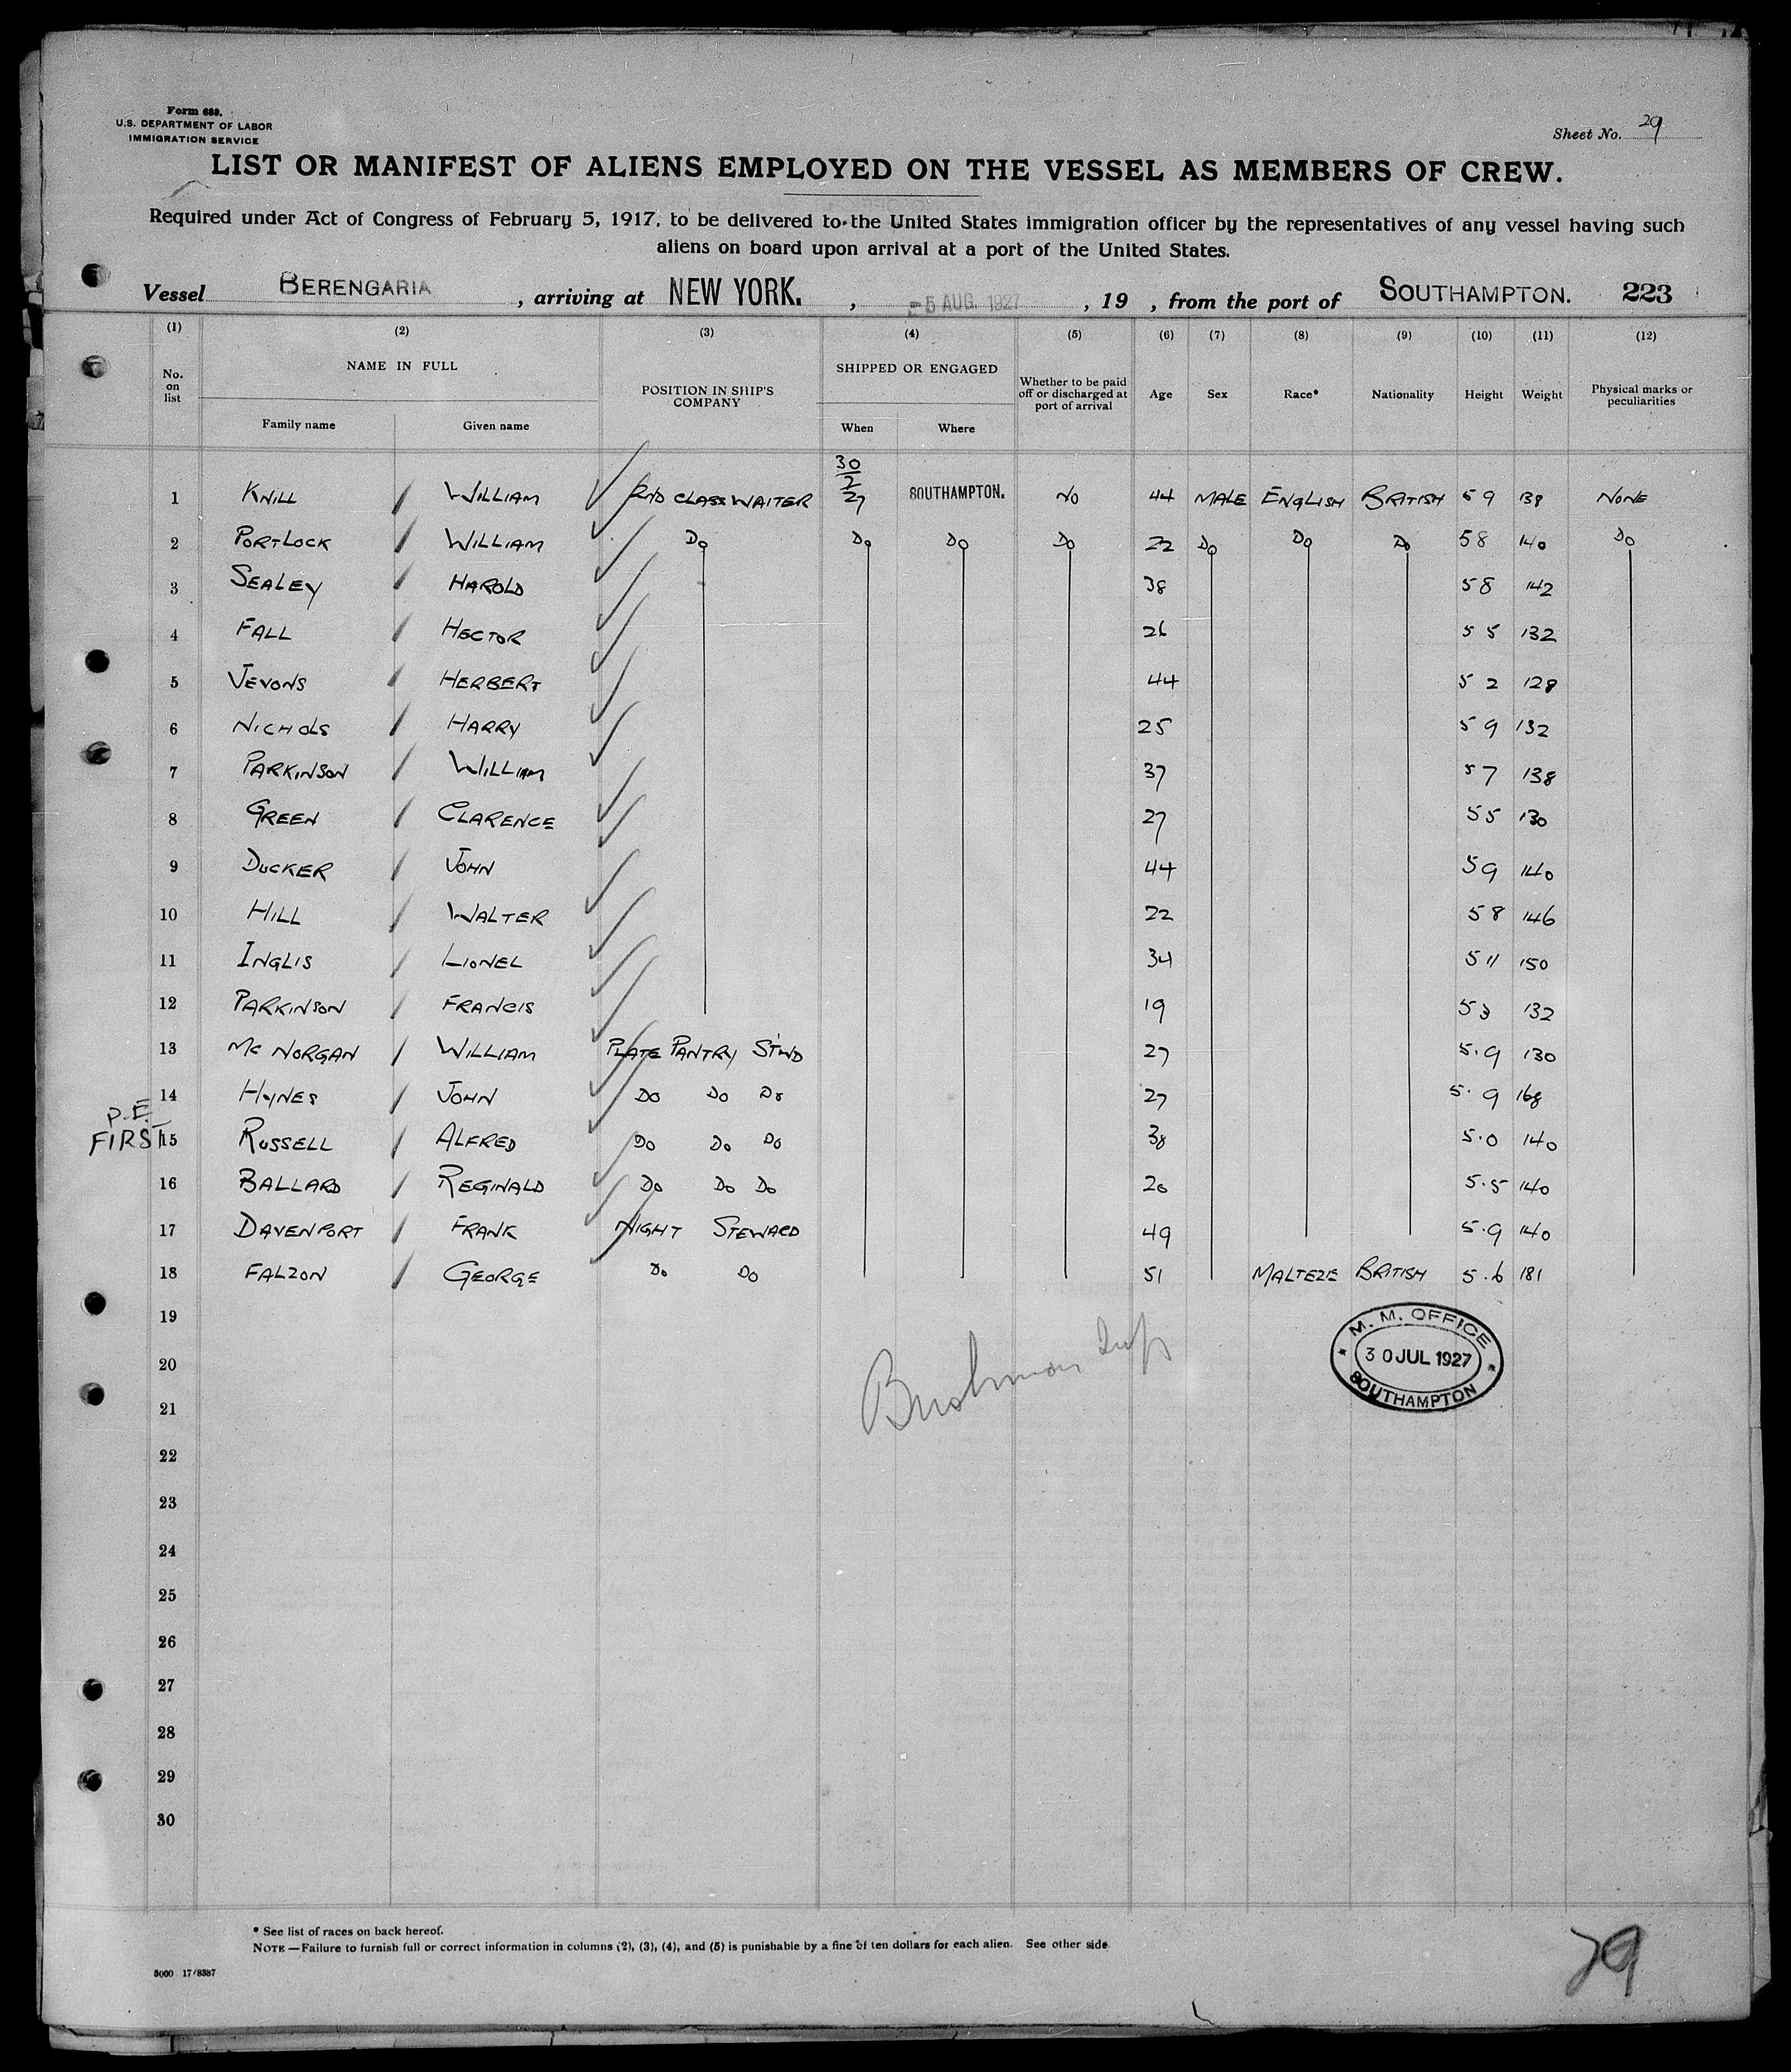 Form 689.
U.S. DEPARTMENT OF LABOR
IMMIGRATION SERVICE
Sheet No. 29
LIST OR MANIFEST OF ALIENS EMPLOYED ON THE VESSEL AS MEMBERS OF CREW.
Required under Act of Congress of February 5, 1917, to be delivered to the United States immigration officer by the representatives of any vessel having such
aliens on board upon arrival at a port of the United States.
Vessel BERENGARIA , arriving at NEW YORK. , -5 AUG. 1927 , 19 , from the port of SOUTHAMPTON. 223
(1) (2) (3) (4) (5) (6) (7) (8) (9) (10) (11) (12)
No. on list NAME IN FULL POSITION IN SHIP'S COMPANY SHIPPED OR ENGAGED Whether to be paid off or discharged at port of arrival Age Sex Race* Nationality Height Weight Physical marks or peculiarities
Family name Given name When Where
1 KNILL WILLIAM 2ND CLASS WAITER 30/7/27 SOUTHAMPTON. NO 44 MALE ENGLISH BRITISH 5 9 138 NONE
2 PORTLOCK WILLIAM DO DO DO DO 22 DO DO DO 5 8 140 DO
3 SEALEY HAROLD 38 5 8 142
4 FALL HECTOR 26 5 5 132
5 JEVONS HERBERT 44 5 2 128
6 NICHOLS HARRY 25 5 9 132
7 PARKINSON WILLIAM 37 5 7 138
8 GREEN CLARENCE 27 5 5 130
9 DUCKER JOHN 44 5 9 140
10 HILL WALTER 22 5 8 146
11 INGLIS LIONEL 34 5 11 150
12 PARKINSON FRANCIS 19 5 3 132
13 Mc NORGAN WILLIAM PLATE PANTRY STWD 27 5.9 130
14 HYNES JOHN DO DO DO 27 5.9 168
P.E. FIRST 15 RUSSELL ALFRED DO DO DO 38 5.0 140
16 BALLARD REGINALD DO DO DO 20 5.5 140
17 DAVENPORT FRANK NIGHT STEWARD 49 5.9 140
18 FALZON GEORGE DO DO 51 MALTEZE BRITISH 5.6 181
19
20
21
22
23
24
25
26
27
28
29
30
M. M. OFFICE
30 JUL 1927
SOUTHAMPTON
* See list of races on back hereof.
NOTE—Failure to furnish full or correct information in columns (2), (3), (4), and (5) is punishable by a fine of ten dollars for each alien. See other side
5000 17/8387
29